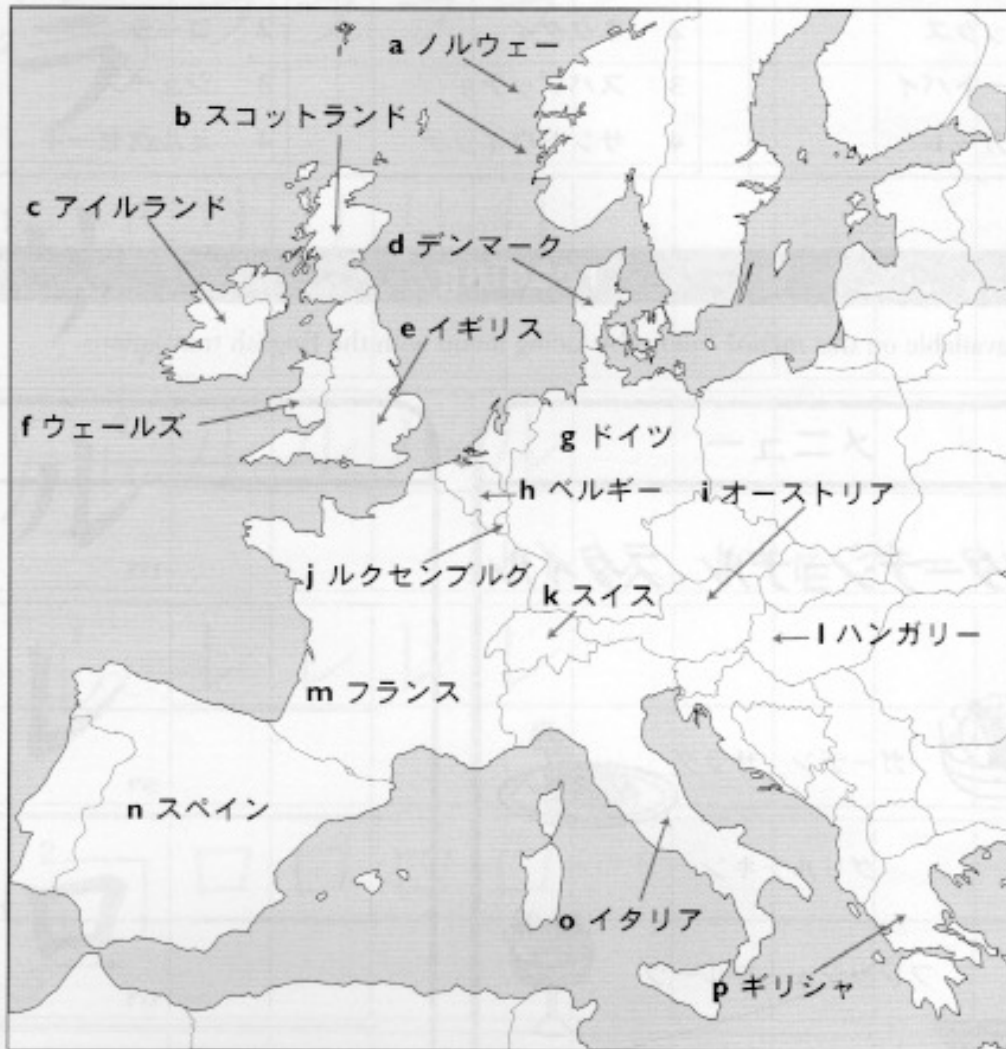 a ノルウェー
b スコットランド
c アイルランド
d デンマーク
e イギリス
f ウェールズ
g ドイツ
h ベルギー
i オーストリア
j ルクセンブルグ
k スイス
l ハンガリー
m フランス
n スペイン
o イタリア
p ギリシャ
メニュー